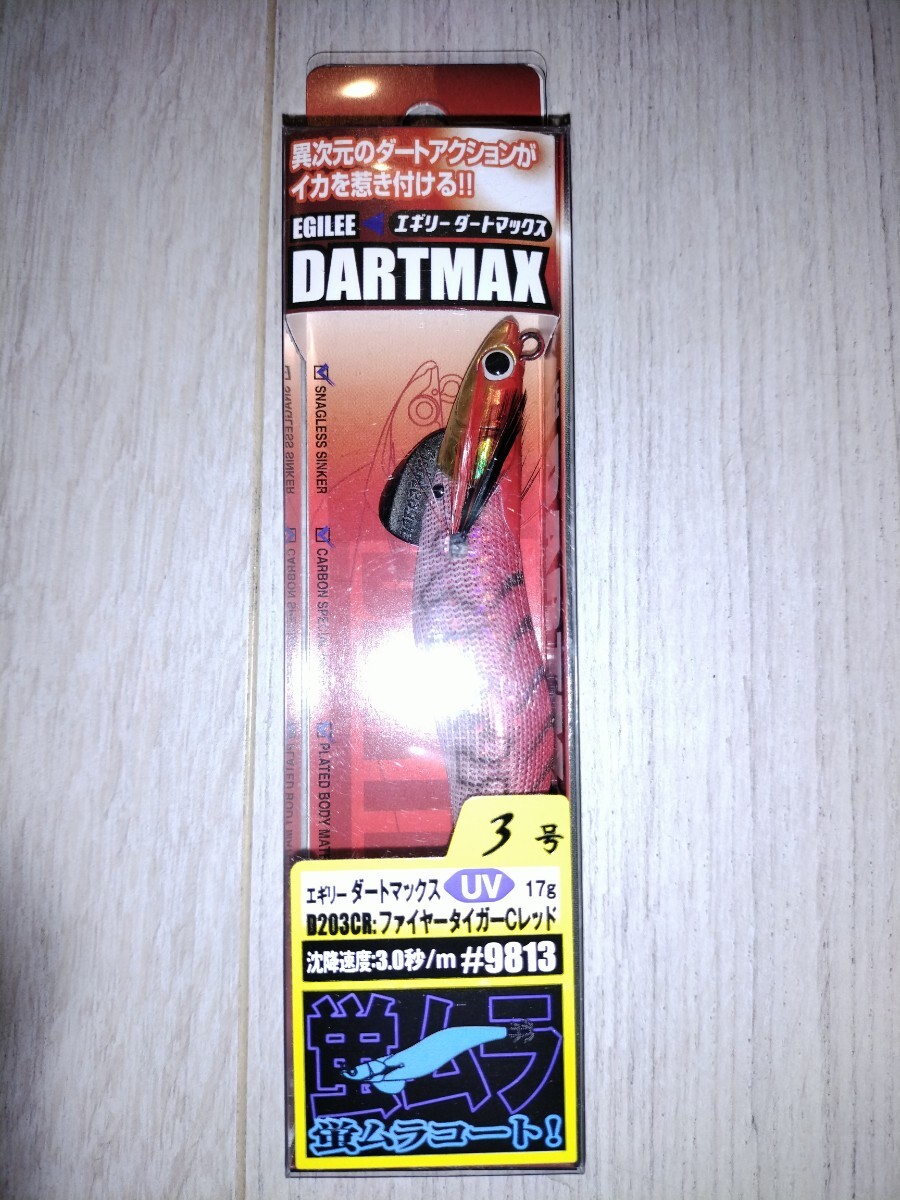 異次元のダートアクションが
イカを惹き付ける!!
EGILEE エギリー ダートマックス
DARTMAX
SNAGLESS SINKER
CARBON SPECIA
PLATED BODY MATE
3号
エギリー ダートマックス UV 17g
D203CR:ファイヤータイガーCレッド
沈降速度:3.0秒/m #9813
蛍ムラ
蛍ムラコート!